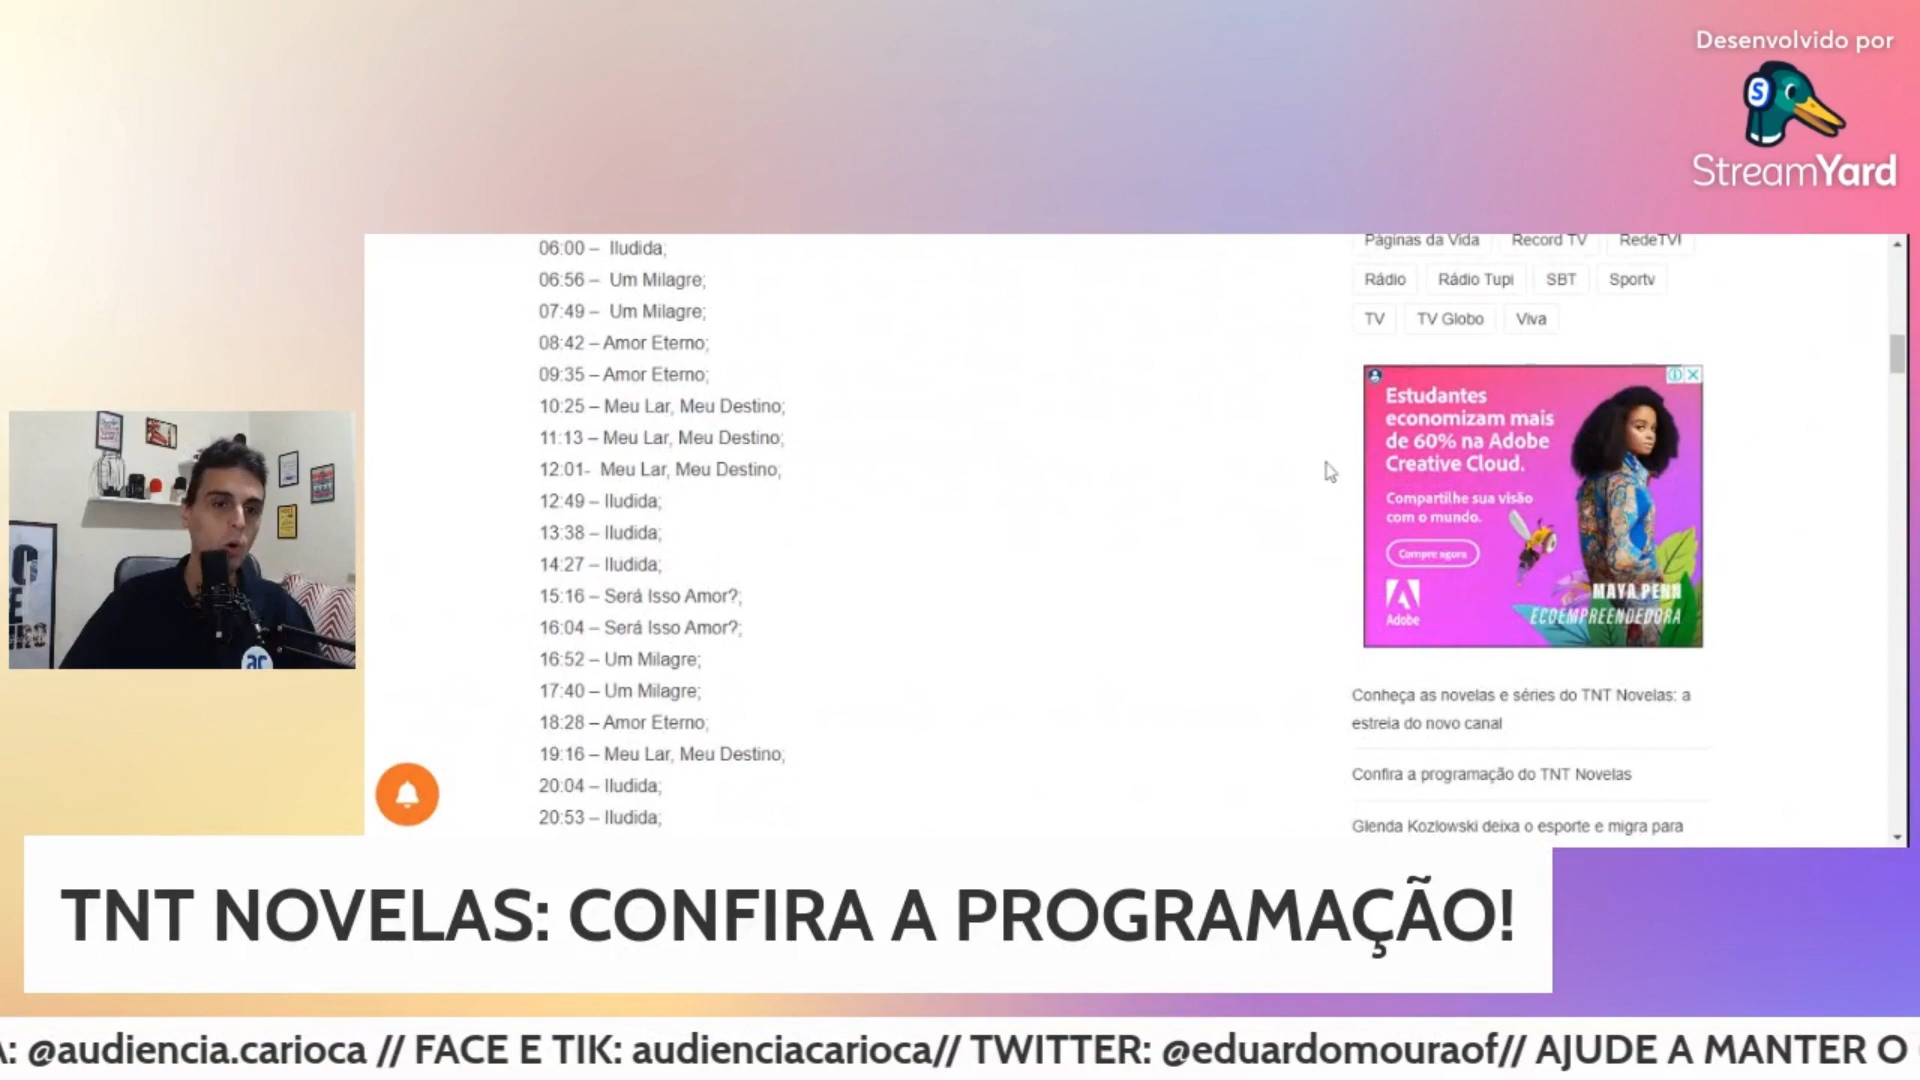 Desenvolvido por
StreamYard
06:00 – Iludida;
06:56 – Um Milagre;
07:49 – Um Milagre;
08:42 – Amor Eterno;
09:35 – Amor Eterno;
10:25 – Meu Lar, Meu Destino;
11:13 – Meu Lar, Meu Destino;
12:01- Meu Lar, Meu Destino;
12:49 – Iludida;
13:38 – Iludida;
14:27 – Iludida;
15:16 – Será Isso Amor?;
16:04 – Será Isso Amor?;
16:52 – Um Milagre;
17:40 – Um Milagre;
18:28 – Amor Eterno;
19:16 – Meu Lar, Meu Destino;
20:04 – Iludida;
20:53 – Iludida;
Páginas da Vida Record TV RedeTV!
Rádio Rádio Tupi SBT Sportv
TV TV Globo Viva
Estudantes
economizam mais
de 60% na Adobe
Creative Cloud.
Compartilhe sua visão
com o mundo.
Compre agora
Adobe
MAYA PENN
ECOEMPREENDEDORA
Conheça as novelas e séries do TNT Novelas: a
estreia do novo canal
Confira a programação do TNT Novelas
Glenda Kozlowski deixa o esporte e migra para
ac
TNT NOVELAS: CONFIRA A PROGRAMAÇÃO!
A: @audiencia.carioca // FACE E TIK: audienciacarioca// TWITTER: @eduardomouraof// AJUDE A MANTER O